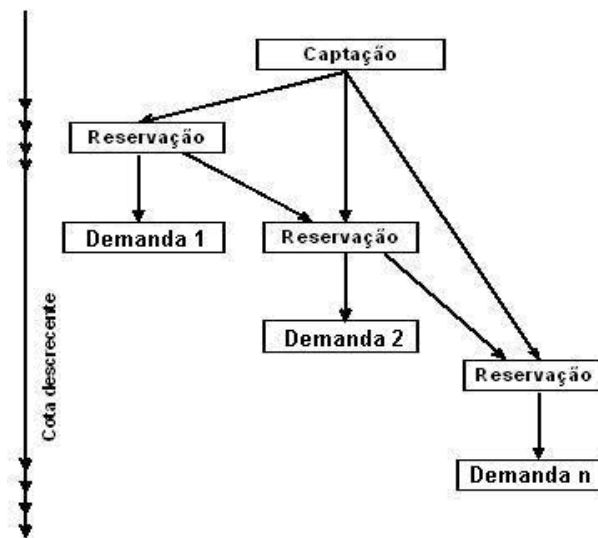 Captação
Reservação
Demanda 1
Reservação
Demanda 2
Reservação
Demanda n
Cota descrecente